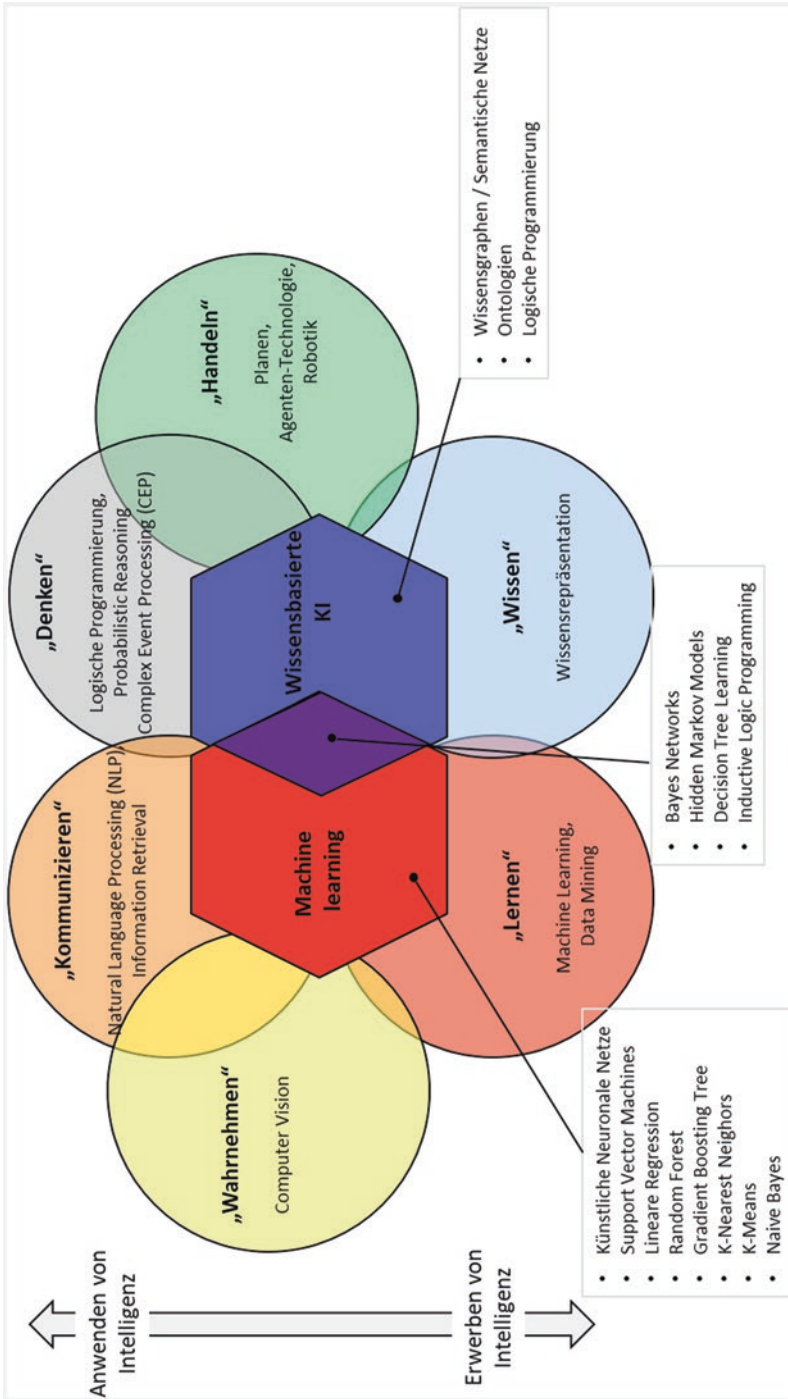 Anwenden von
Intelligenz
Erwerben von
Intelligenz
„Wahrnehmen“
Computer Vision
„Kommunizieren“
Natural Language Processing (NLP),
Information Retrieval
„Denken“
Logische Programmierung,
Probabilistic Reasoning
Complex Event Processing (CEP)
„Handeln“
Planen,
Agenten-Technologie,
Robotik
Machine
learning
Wissensbasierte
KI
„Lernen“
Machine Learning,
Data Mining
„Wissen“
Wissensrepräsentation
• Künstliche Neuronale Netze
• Support Vector Machines
• Lineare Regression
• Random Forest
• Gradient Boosting Tree
• K-Nearest Neighors
• K-Means
• Naive Bayes
• Bayes Networks
• Hidden Markov Models
• Decision Tree Learning
• Inductive Logic Programming
• Wissensgraphen / Semantische Netze
• Ontologien
• Logische Programmierung